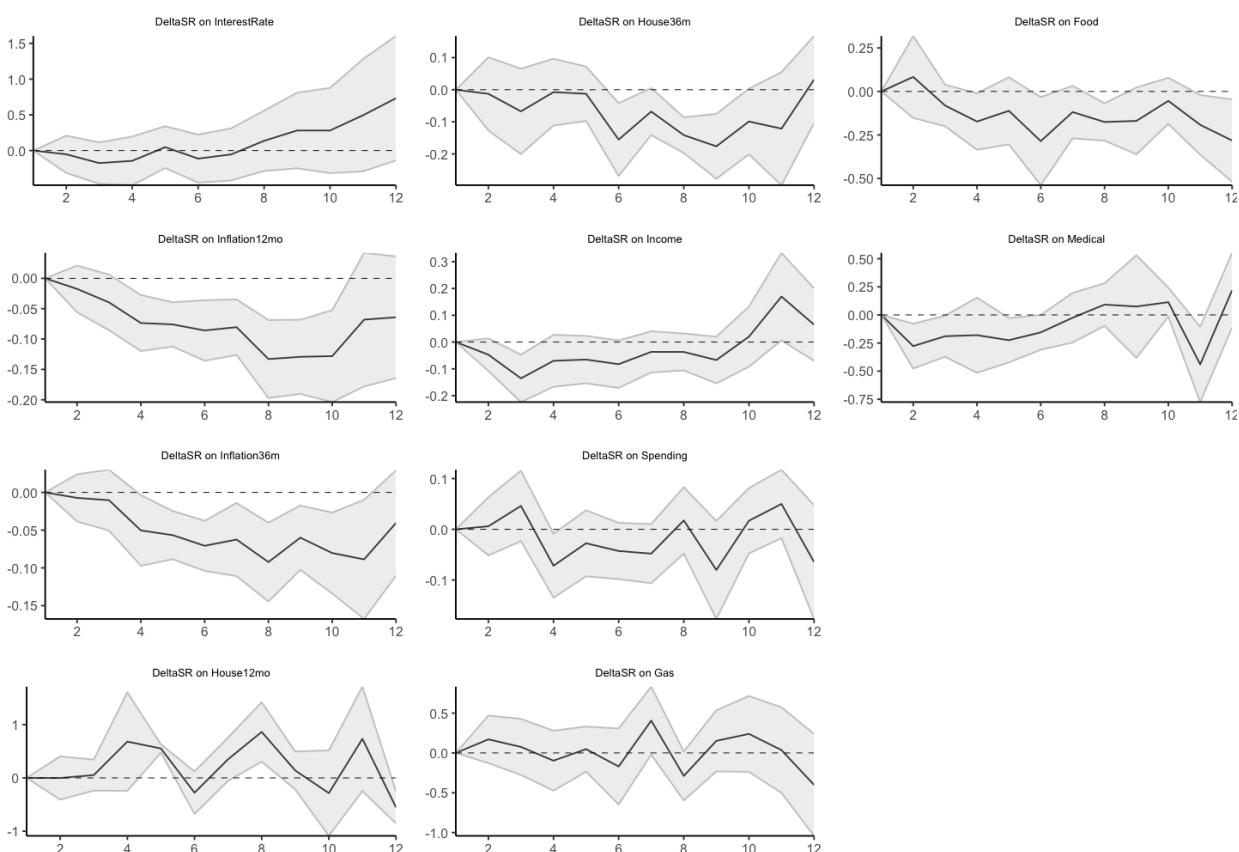 DeltaSR on InterestRate
1.5
1.0
0.5
0.0
2 4 6 8 10 12
DeltaSR on House36m
0.1
0.0
-0.1
-0.2
2 4 6 8 10 12
DeltaSR on Food
0.25
0.00
-0.25
-0.50
2 4 6 8 10 12
DeltaSR on Inflation12mo
0.00
-0.05
-0.10
-0.15
-0.20
2 4 6 8 10 12
DeltaSR on Income
0.3
0.2
0.1
0.0
-0.1
-0.2
2 4 6 8 10 12
DeltaSR on Medical
0.50
0.25
0.00
-0.25
-0.50
-0.75
2 4 6 8 10 12
DeltaSR on Inflation36m
0.00
-0.05
-0.10
-0.15
2 4 6 8 10 12
DeltaSR on Spending
0.1
0.0
-0.1
2 4 6 8 10 12
DeltaSR on House12mo
1
0
-1
2 4 6 8 10 12
DeltaSR on Gas
0.5
0.0
-0.5
-1.0
2 4 6 8 10 12